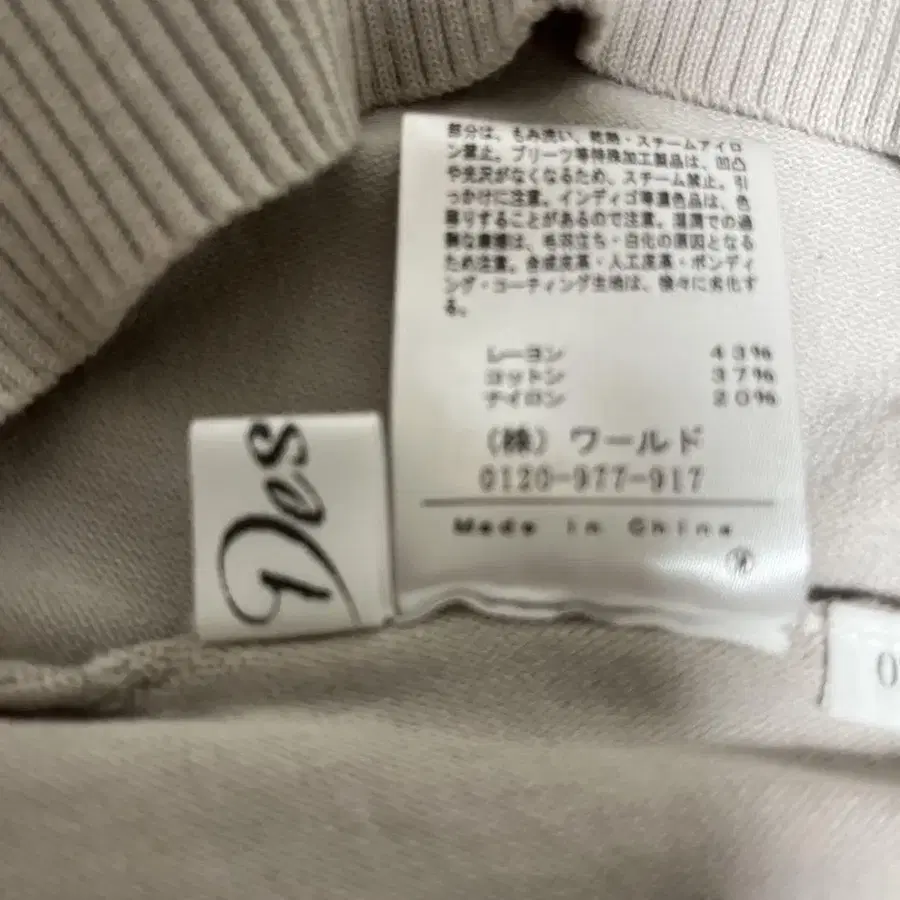 部分は、もみ洗い、乾熱・スチームアイロ
ン禁止。プリーツ等特殊加工製品は、凹凸
や光沢がなくなるため、スチーム禁止。引
っかけに注意。インディゴ等濃色品は、色
移りすることがあるので注意。湿潤での過
度な摩擦は、毛羽立ち・白化の原因となる
ため注意。合成皮革・人工皮革・ボンディ
ング・コーティング生地は、徐々に劣化す
る。
レーヨン 43%
コットン 37%
ナイロン 20%
(株) ワールド
0120-977-917
Made in China
Des
0